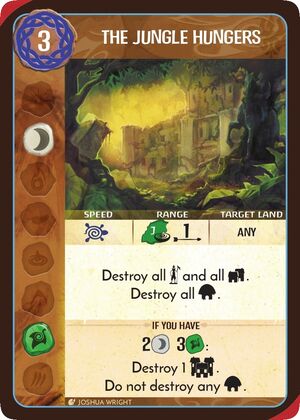 3
THE JUNGLE HUNGERS
SPEED
RANGE
TARGET LAND
1
ANY
Destroy all and all .
Destroy all .
IF YOU HAVE
2 3 :
Destroy 1 .
Do not destroy any .
JOSHUA WRIGHT